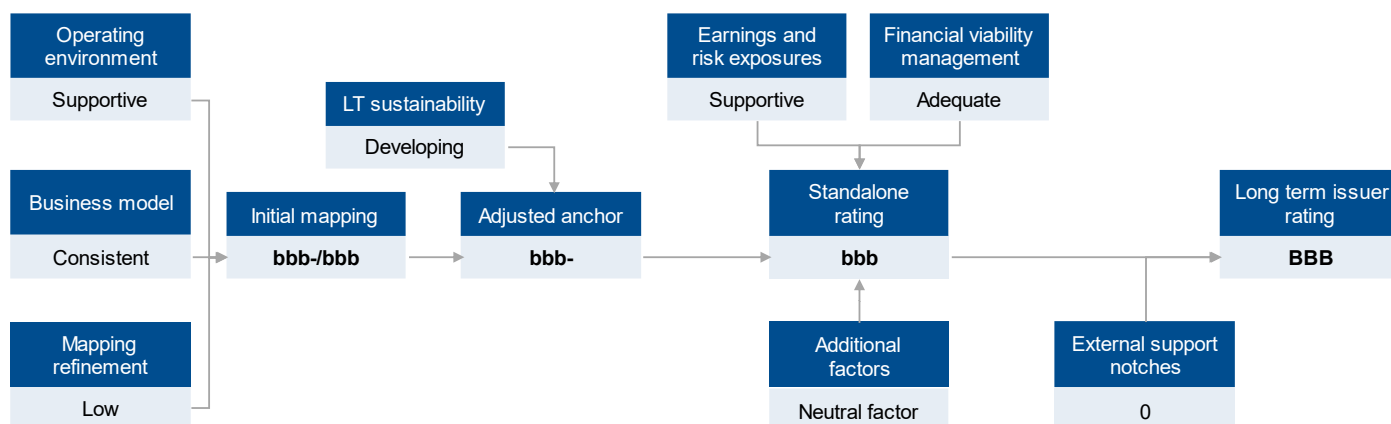 Operating
environment
Supportive
Business model
Consistent
Mapping
refinement
Low
Initial mapping
bbb-/bbb
LT sustainability
Developing
Adjusted anchor
bbb-
Earnings and
risk exposures
Supportive
Financial viability
management
Adequate
Standalone
rating
bbb
Additional
factors
Neutral factor
External support
notches
0
Long term issuer
rating
BBB